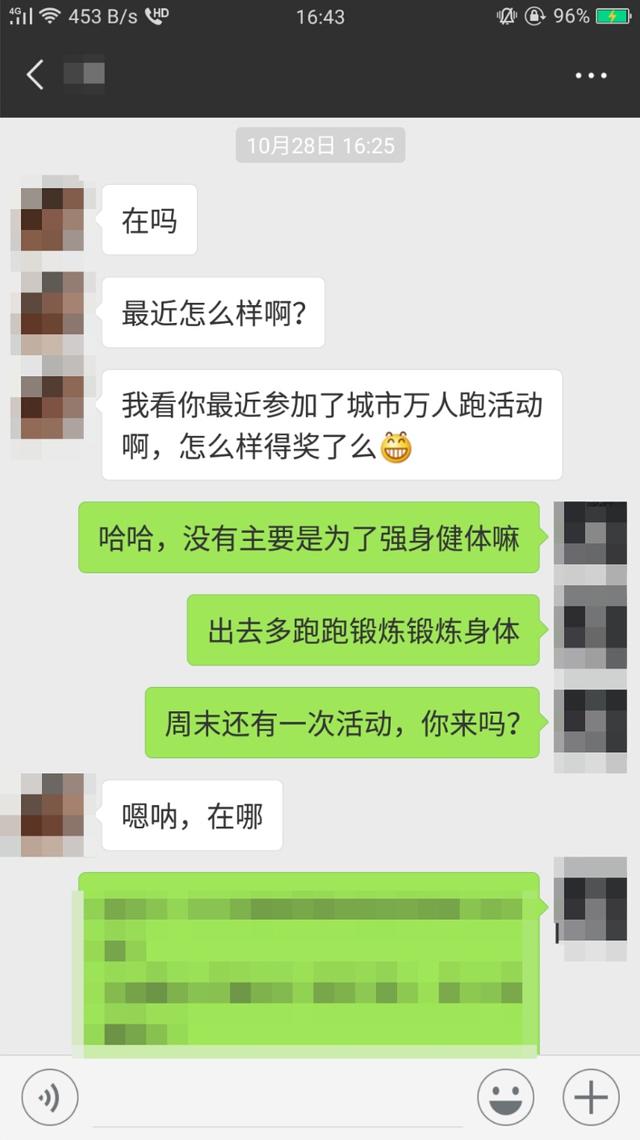 4G 453 B/s HD 16:43 96%
10月28日 16:25
在吗
最近怎么样啊？
我看你最近参加了城市万人跑活动
啊，怎么样得奖了么
哈哈，没有主要是为了强身健体嘛
出去多跑跑锻炼锻炼身体
周末还有一次活动，你来吗？
嗯呐，在哪